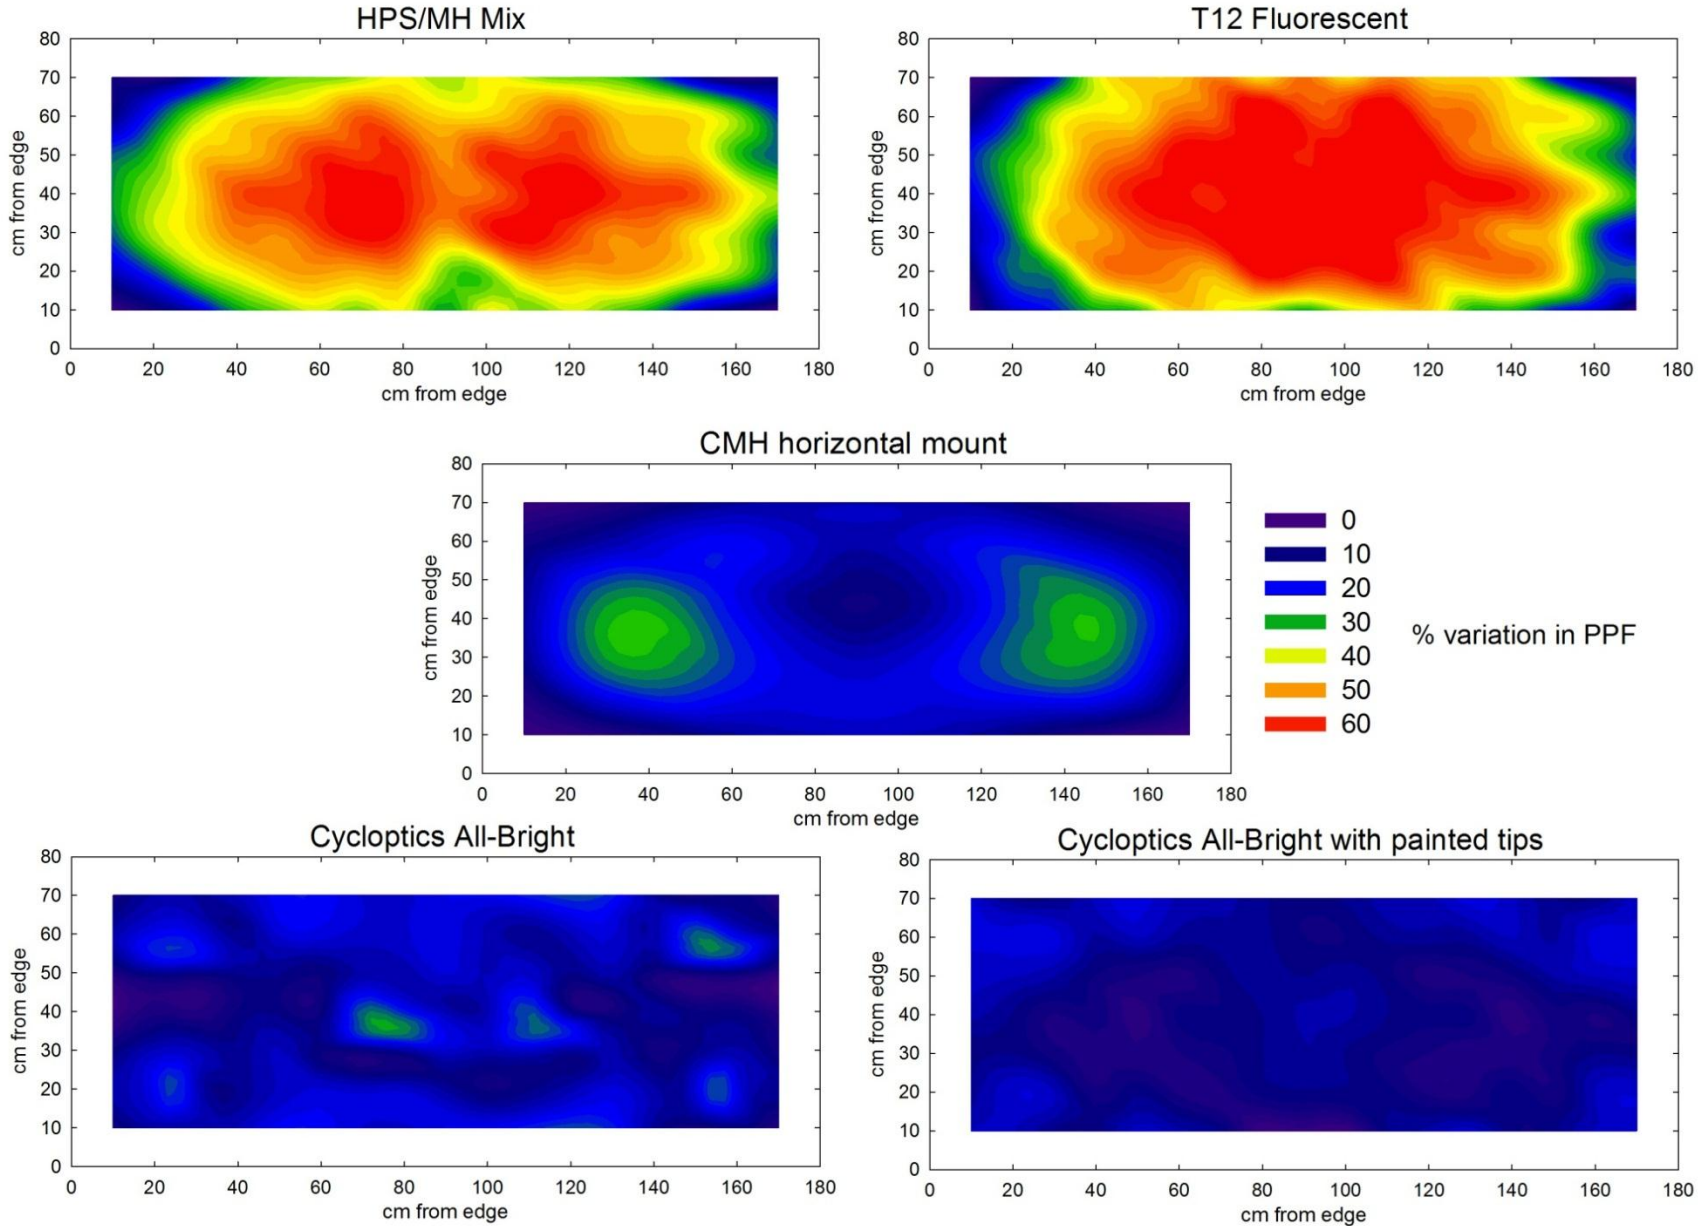 HPS/MH Mix
80
70
60
50
40
30
20
10
0
cm from edge
0 20 40 60 80 100 120 140 160 180
cm from edge
T12 Fluorescent
80
70
60
50
40
30
20
10
0
cm from edge
0 20 40 60 80 100 120 140 160 180
cm from edge
CMH horizontal mount
80
70
60
50
40
30
20
10
0
cm from edge
0 20 40 60 80 100 120 140 160 180
cm from edge
0
10
20
30
40
50
60
% variation in PPF
Cycloptics All-Bright
80
70
60
50
40
30
20
10
0
cm from edge
0 20 40 60 80 100 120 140 160 180
cm from edge
Cycloptics All-Bright with painted tips
80
70
60
50
40
30
20
10
0
cm from edge
0 20 40 60 80 100 120 140 160 180
cm from edge